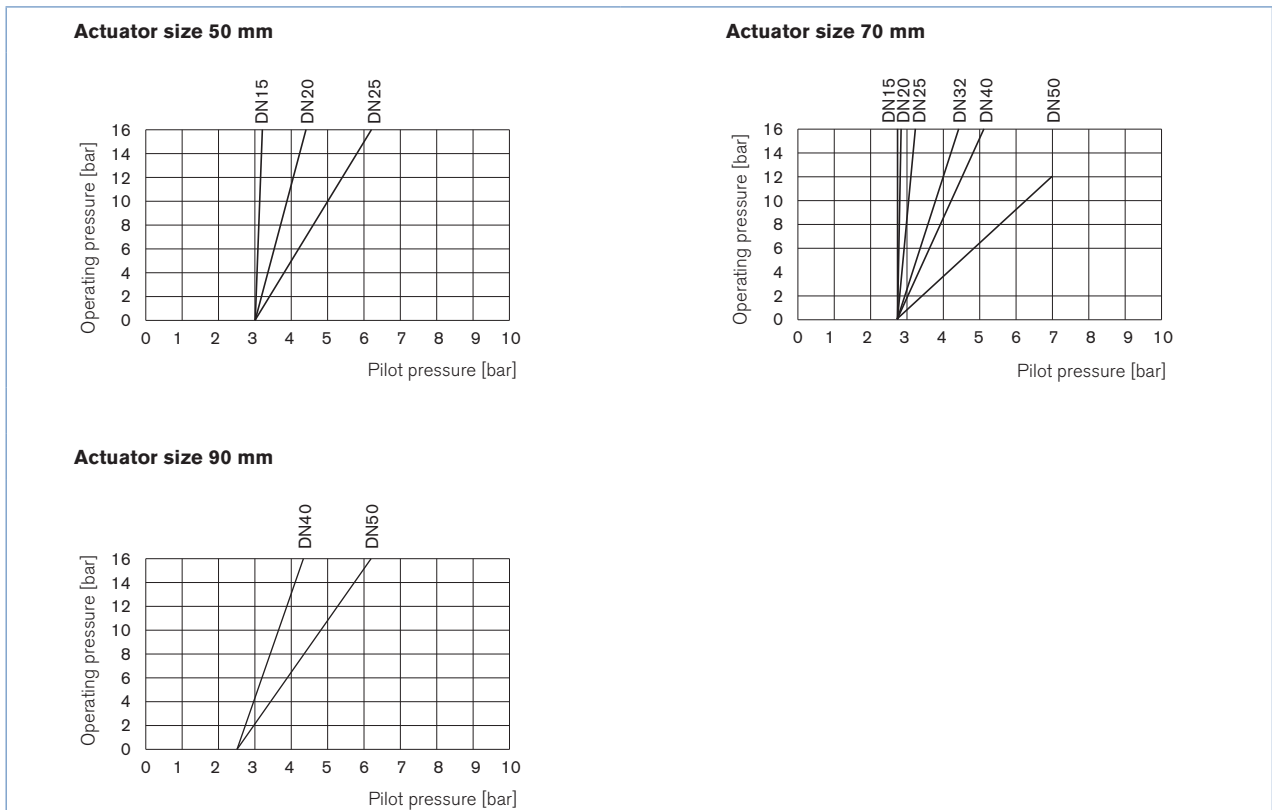 Actuator size 50 mm
DN15 DN20 DN25
Operating pressure [bar]
16
14
12
10
8
6
4
2
0
0 1 2 3 4 5 6 7 8 9 10
Pilot pressure [bar]
Actuator size 70 mm
DN15 DN20 DN25 DN32 DN40 DN50
Operating pressure [bar]
16
14
12
10
8
6
4
2
0
0 1 2 3 4 5 6 7 8 9 10
Pilot pressure [bar]
Actuator size 90 mm
DN40 DN50
Operating pressure [bar]
16
14
12
10
8
6
4
2
0
0 1 2 3 4 5 6 7 8 9 10
Pilot pressure [bar]